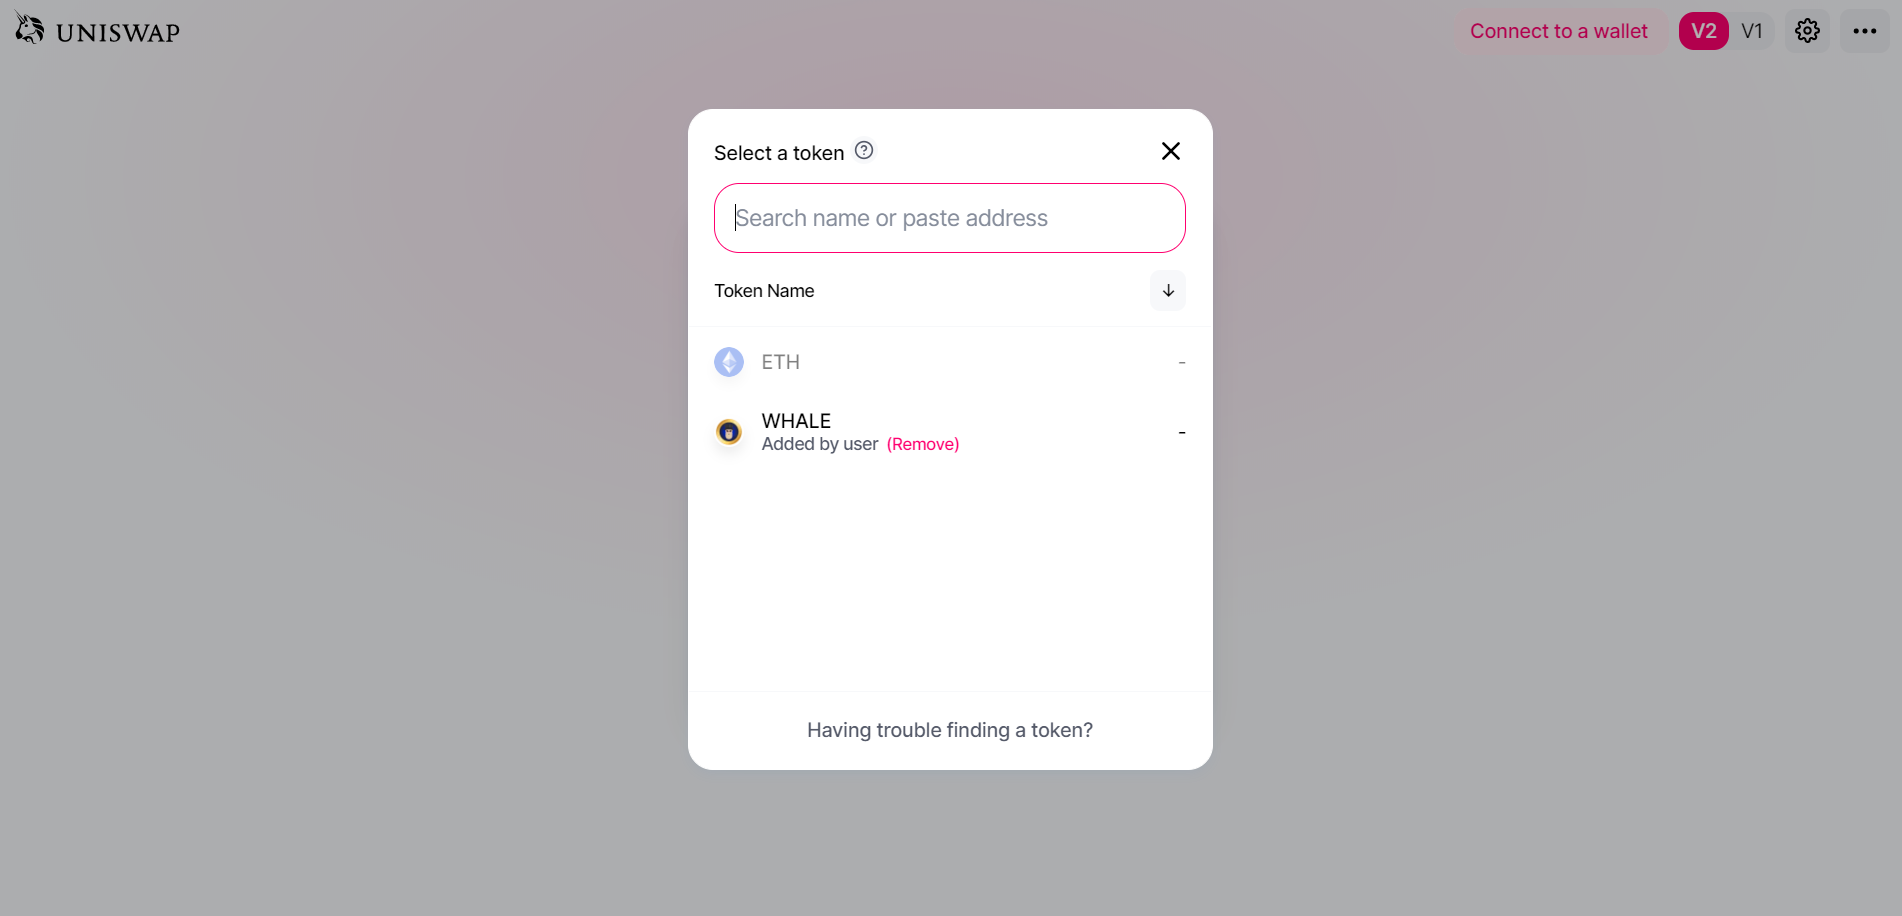 UNISWAP
Connect to a wallet
V2 V1
Select a token
Search name or paste address
Token Name
ETH -
WHALE -
Added by user (Remove)
Having trouble finding a token?